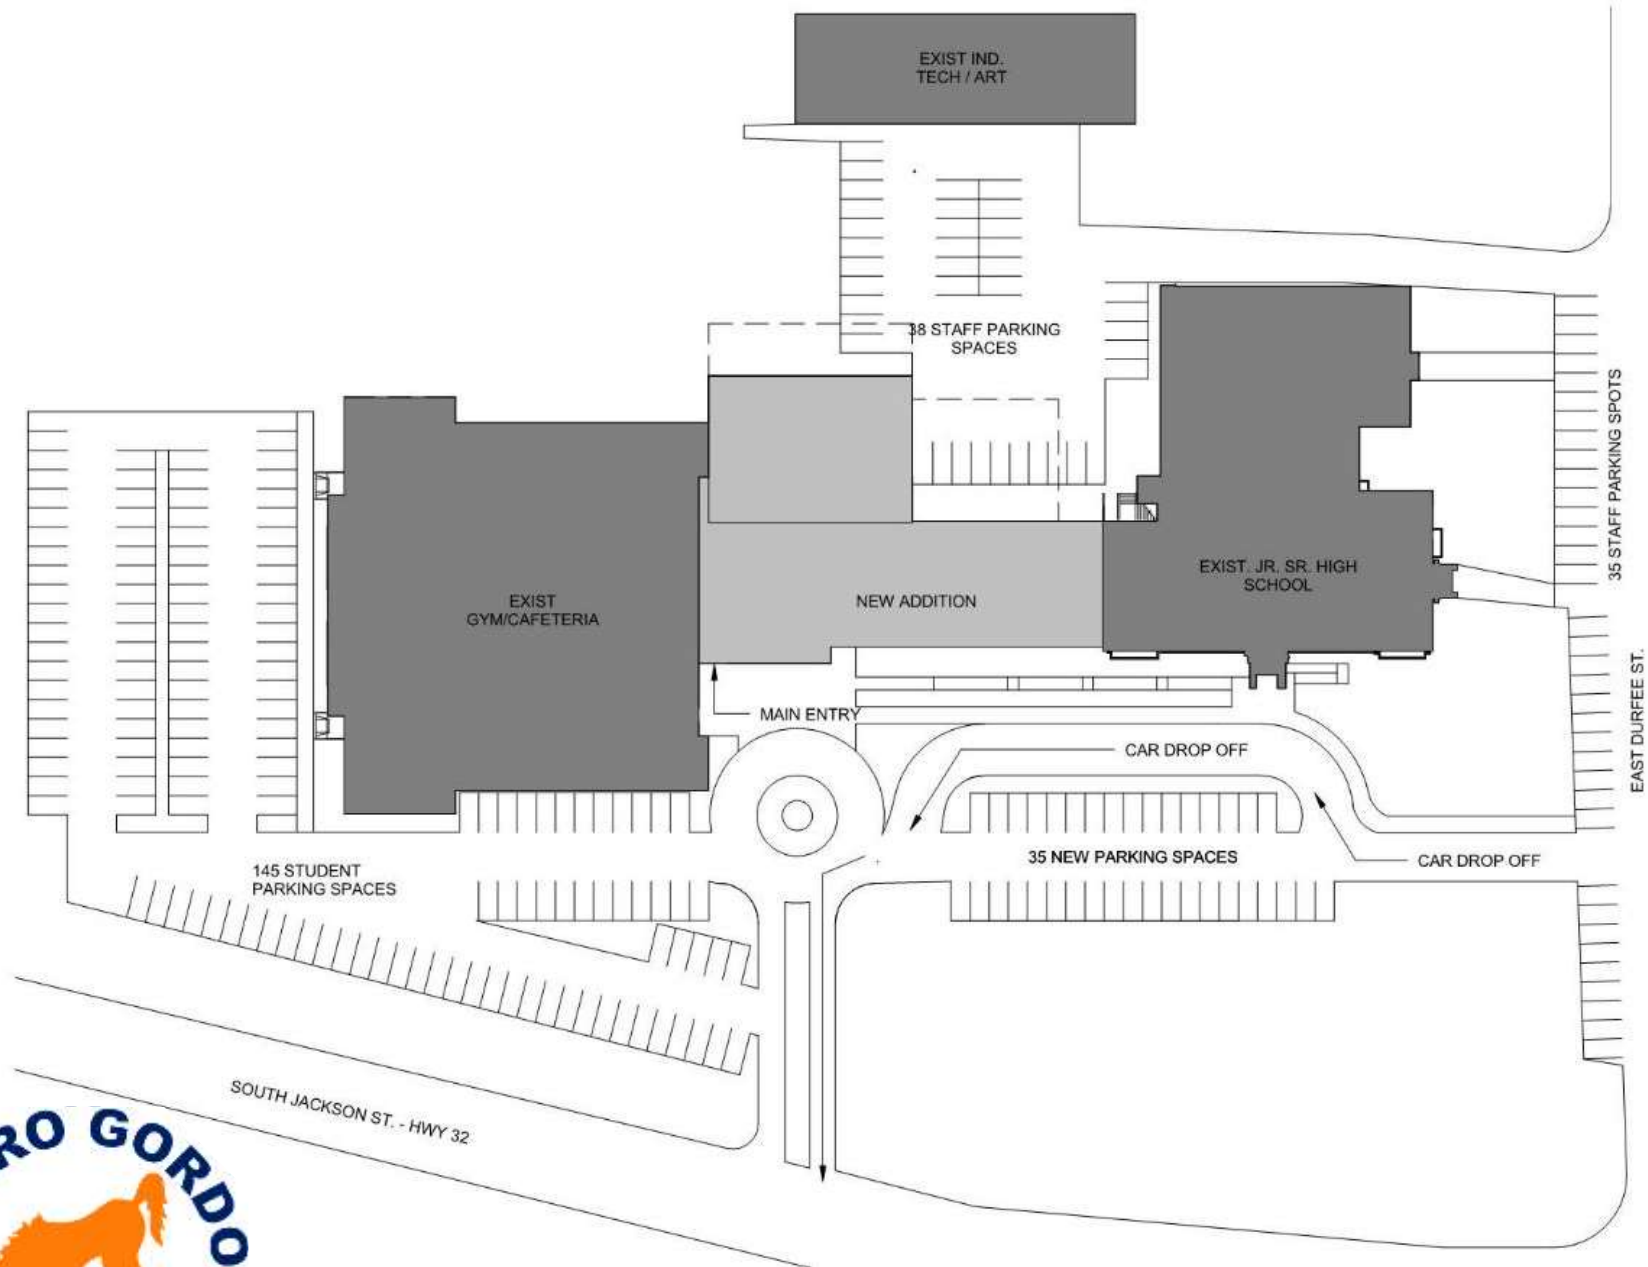 EXIST IND.
TECH / ART
38 STAFF PARKING
SPACES
35 STAFF PARKING SPOTS
EXIST. JR. SR. HIGH
SCHOOL
EXIST
GYM/CAFETERIA
NEW ADDITION
EAST DURFEE ST.
MAIN ENTRY
CAR DROP OFF
35 NEW PARKING SPACES
CAR DROP OFF
145 STUDENT
PARKING SPACES
SOUTH JACKSON ST. - HWY 32
RO GORDO